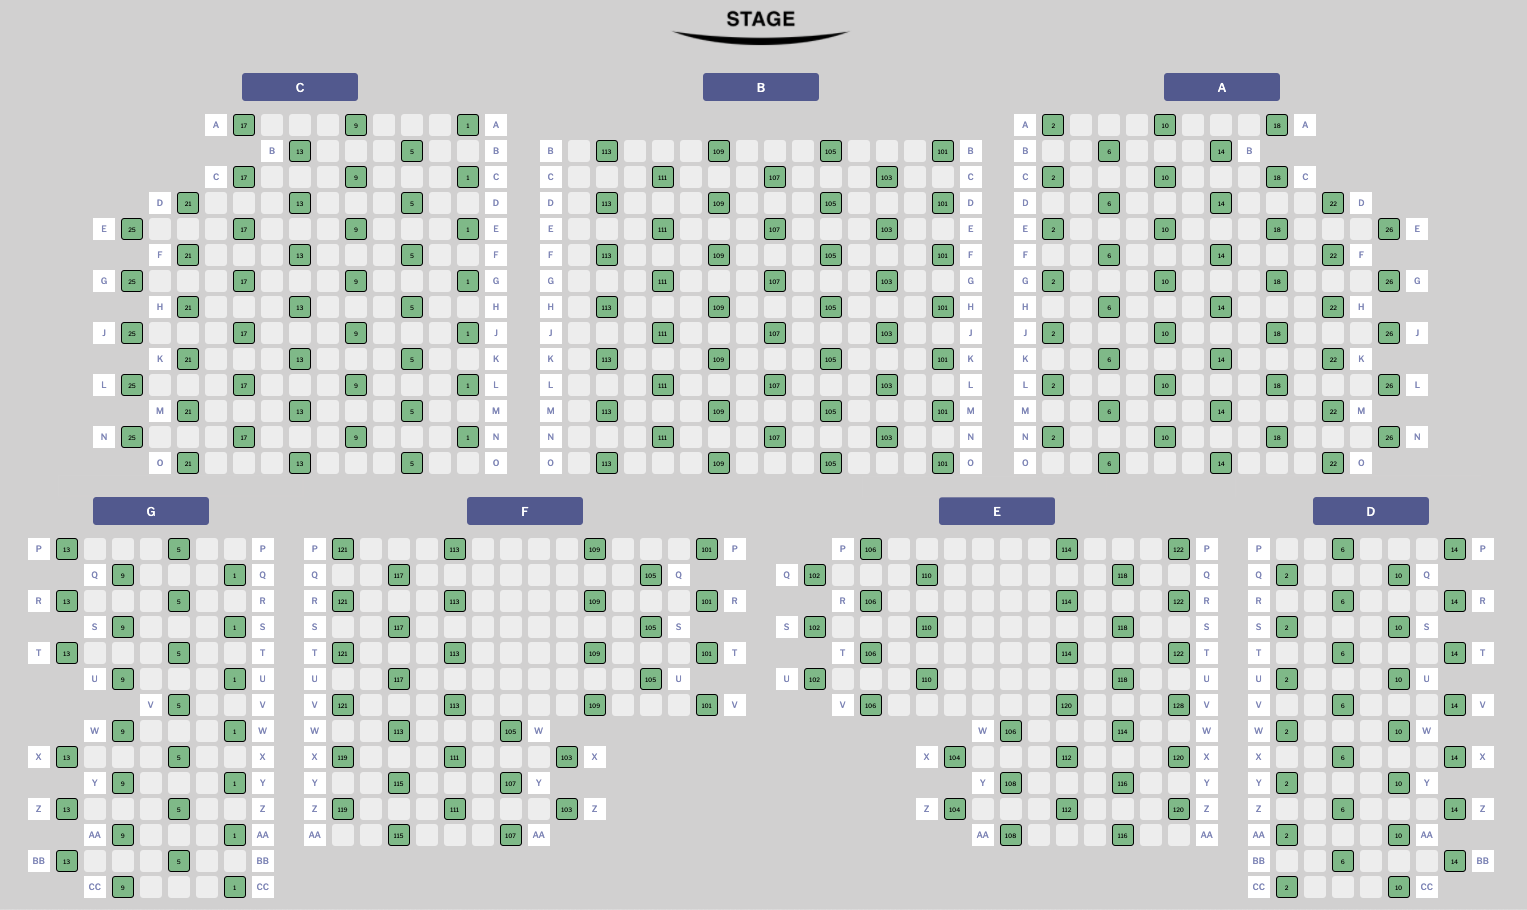 STAGE
C B A
A 17 9 1 A A 2 10 18 A
B 13 5 B B 113 109 105 101 B B 6 14 B
C 17 9 1 C C 111 107 103 C C 2 10 18 C
D 21 13 5 D D 113 109 105 101 D D 6 14 22 D
E 25 17 9 1 E E 111 107 103 E E 2 10 18 26 E
F 21 13 5 F F 113 109 105 101 F F 6 14 22 F
G 25 17 9 1 G G 111 107 103 G G 2 10 18 26 G
H 21 13 5 H H 113 109 105 101 H H 6 14 22 H
J 25 17 9 1 J J 111 107 103 J J 2 10 18 26 J
K 21 13 5 K K 113 109 105 101 K K 6 14 22 K
L 25 17 9 1 L L 111 107 103 L L 2 10 18 26 L
M 21 13 5 M M 113 109 105 101 M M 6 14 22 M
N 25 17 9 1 N N 111 107 103 N N 2 10 18 26 N
O 21 13 5 O O 113 109 105 101 O O 6 14 22 O
G F E D
P 13 5 P P 121 113 109 101 P P 106 114 122 P P 6 14 P
Q 9 1 Q Q 117 105 Q Q 102 110 118 Q Q 2 10 Q
R 13 5 R R 121 113 109 101 R R 106 114 122 R R 6 14 R
S 9 1 S S 117 105 S S 102 110 118 S S 2 10 S
T 13 5 T T 121 113 109 101 T T 106 114 122 T T 6 14 T
U 9 1 U U 117 105 U U 102 110 118 U U 2 10 U
V 5 V V 121 113 109 101 V V 106 120 128 V V 6 14 V
W 9 1 W W 113 105 W W 106 114 W W 2 10 W
X 13 5 X X 119 111 103 X X 104 112 120 X X 6 14 X
Y 9 1 Y Y 115 107 Y Y 108 116 Y Y 2 10 Y
Z 13 5 Z Z 119 111 103 Z Z 104 112 120 Z Z 6 14 Z
AA 9 1 AA AA 115 107 AA AA 108 116 AA AA 2 10 AA
BB 13 5 BB BB 6 14 BB
CC 9 1 CC CC 2 10 CC